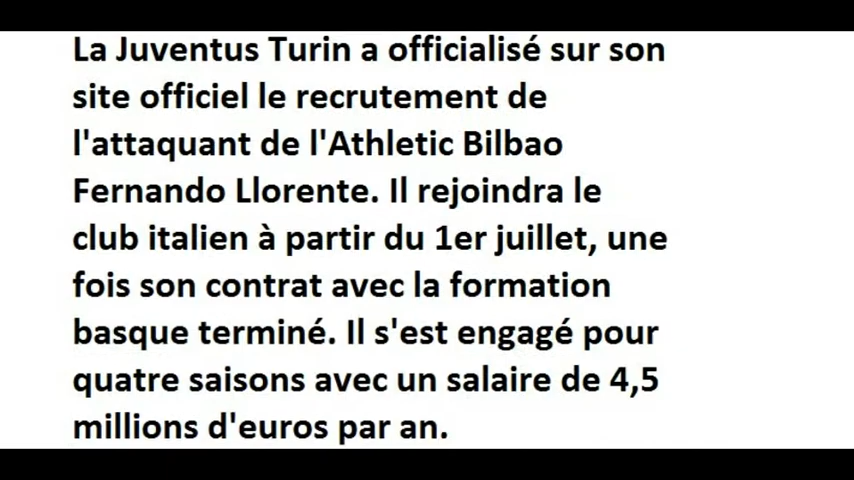 La Juventus Turin a officialisé sur son
site officiel le recrutement de
l'attaquant de l'Athletic Bilbao
Fernando Llorente. Il rejoindra le
club italien à partir du 1er juillet, une
fois son contrat avec la formation
basque terminé. Il s'est engagé pour
quatre saisons avec un salaire de 4,5
millions d'euros par an.